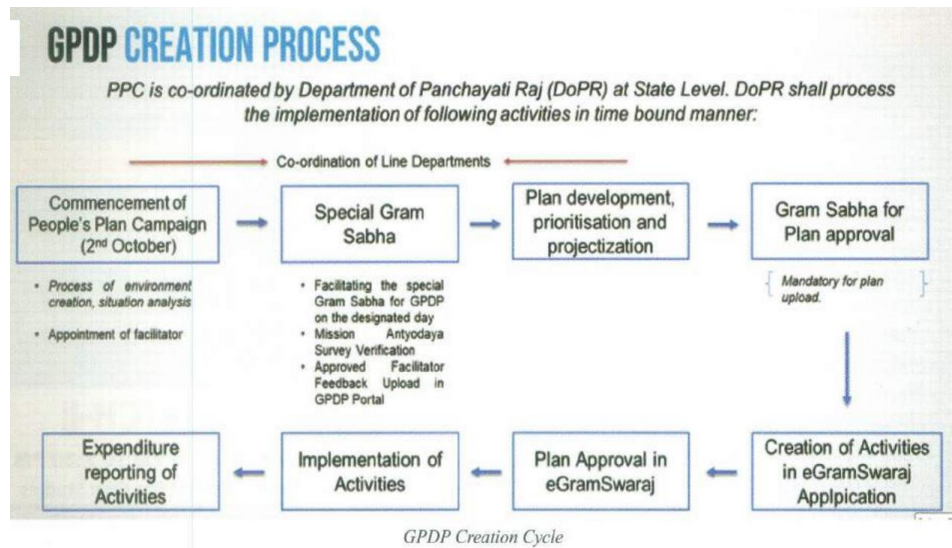 GPDP CREATION PROCESS
PPC is co-ordinated by Department of Panchayati Raj (DoPR) at State Level. DoPR shall process
the implementation of following activities in time bound manner:
Co-ordination of Line Departments
Commencement of
People's Plan Campaign
(2nd October)
• Process of environment
creation, situation analysis
• Appointment of facilitator
Special Gram
Sabha
• Facilitating the special
Gram Sabha for GPDP
on the designated day
• Mission Antyodaya
Survey Verification
• Approved Facilitator
Feedback Upload in
GPDP Portal
Plan development,
prioritisation and
projectization
Gram Sabha for
Plan approval
Mandatory for plan
upload.
Creation of Activities
in eGramSwaraj
Applpication
Plan Approval in
eGramSwaraj
Implementation of
Activities
Expenditure
reporting of
Activities
GPDP Creation Cycle